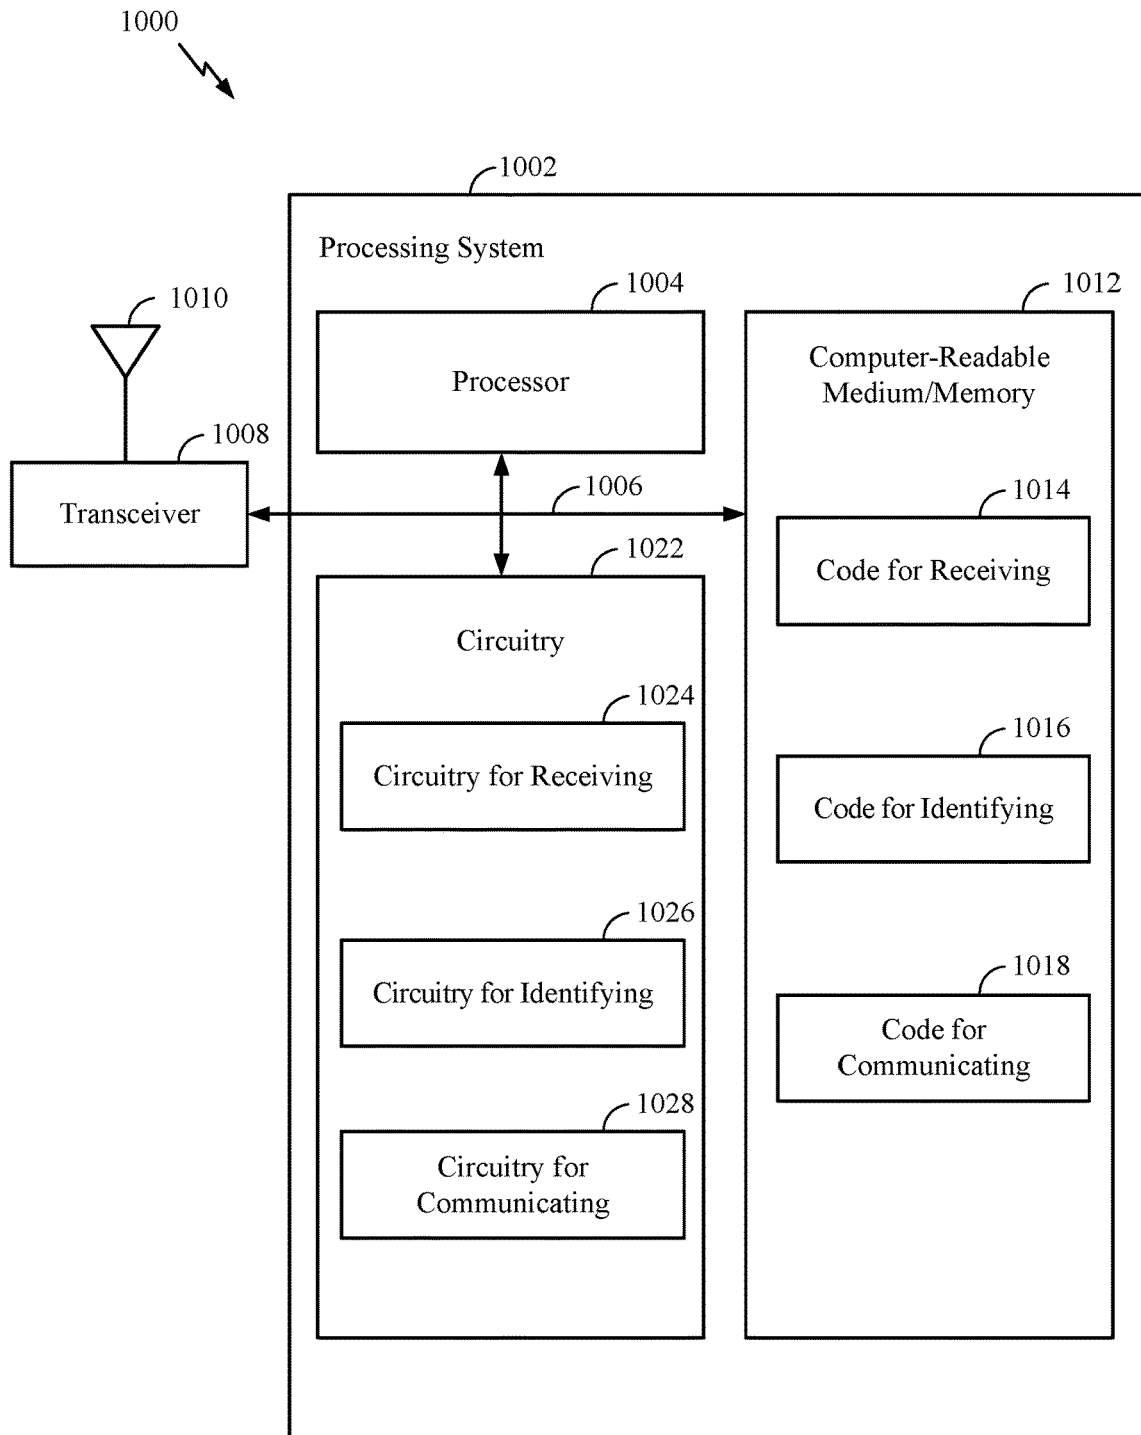 1000
1002
Processing System
1004
Processor
1010
1008
Transceiver
1006
1012
Computer-Readable
Medium/Memory
1014
Code for Receiving
1016
Code for Identifying
1018
Code for
Communicating
1022
Circuitry
1024
Circuitry for Receiving
1026
Circuitry for Identifying
1028
Circuitry for
Communicating